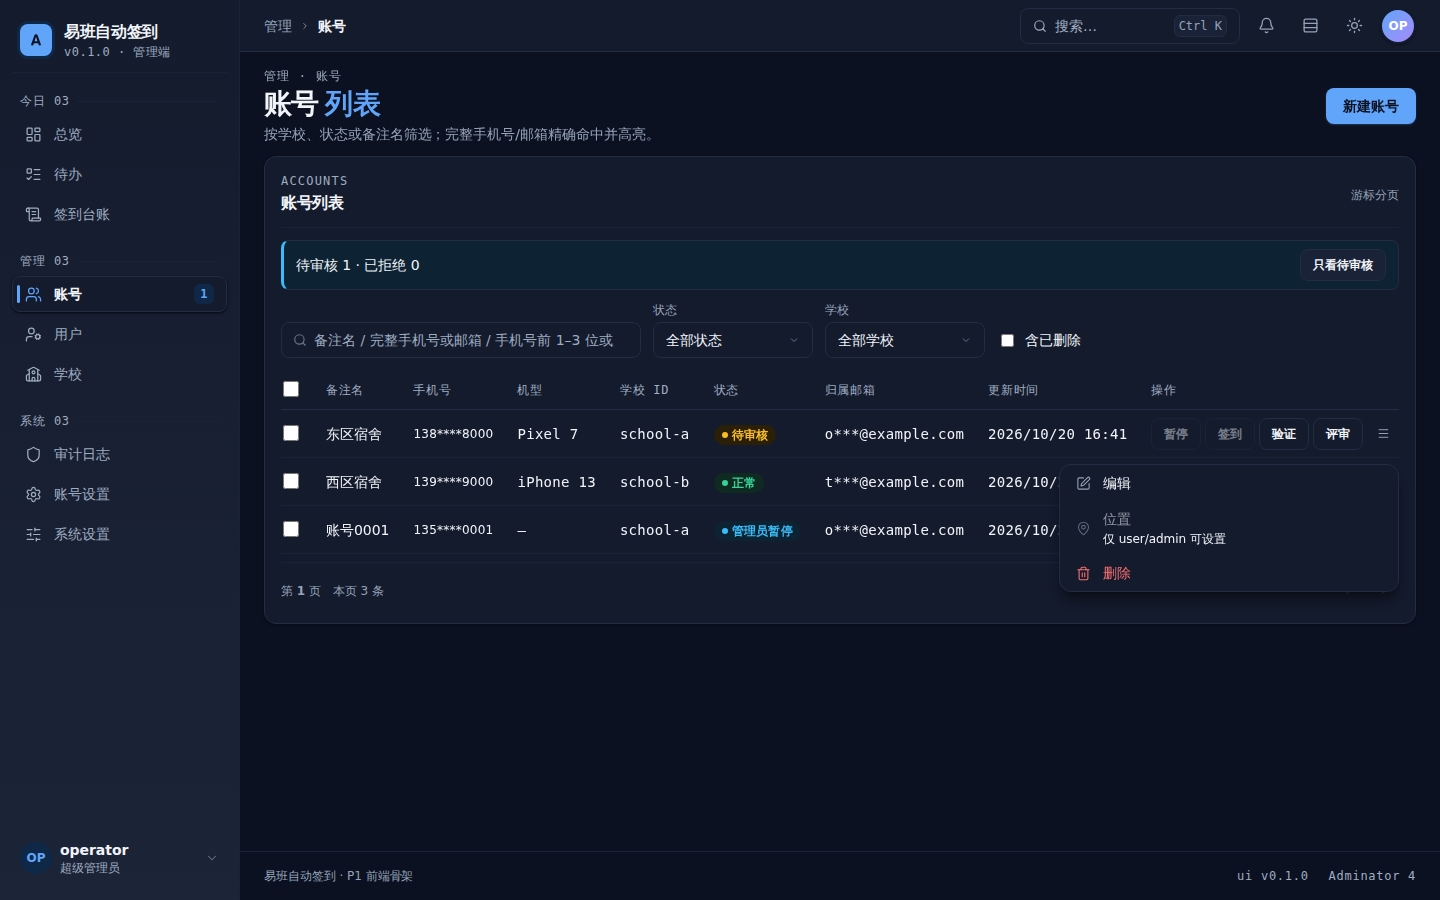 A
易班自动签到
v0.1.0 · 管理端
今日 03
总览
待办
签到台账
管理 03
账号 1
用户
学校
系统 03
审计日志
账号设置
系统设置
OP
operator
超级管理员
管理 › 账号
搜索… Ctrl K
OP
管理 · 账号
账号 列表
按学校、状态或备注名筛选；完整手机号/邮箱精确命中并高亮。
新建账号
ACCOUNTS
账号列表
游标分页
待审核 1 · 已拒绝 0
只看待审核
状态 学校
备注名 / 完整手机号或邮箱 / 手机号前 1–3 位或 全部状态 全部学校 含已删除
备注名 手机号 机型 学校 ID 状态 归属邮箱 更新时间 操作
东区宿舍 138****8000 Pixel 7 school-a 待审核 o***@example.com 2026/10/20 16:41 暂停 签到 验证 评审
西区宿舍 139****9000 iPhone 13 school-b 正常 t***@example.com 2026/10/
账号0001 135****0001 — school-a 管理员暂停 o***@example.com 2026/10/
编辑
位置
仅 user/admin 可设置
删除
第 1 页 本页 3 条
易班自动签到 · P1 前端骨架
ui v0.1.0 Adminator 4